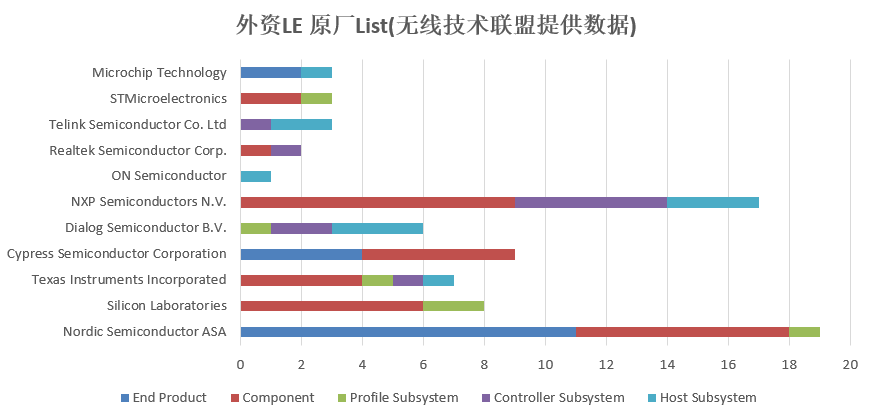 外资LE 原厂List(无线技术联盟提供数据)
Microchip Technology
STMicroelectronics
Telink Semiconductor Co. Ltd
Realtek Semiconductor Corp.
ON Semiconductor
NXP Semiconductors N.V.
Dialog Semiconductor B.V.
Cypress Semiconductor Corporation
Texas Instruments Incorporated
Silicon Laboratories
Nordic Semiconductor ASA
0 2 4 6 8 10 12 14 16 18 20
End Product Component Profile Subsystem Controller Subsystem Host Subsystem